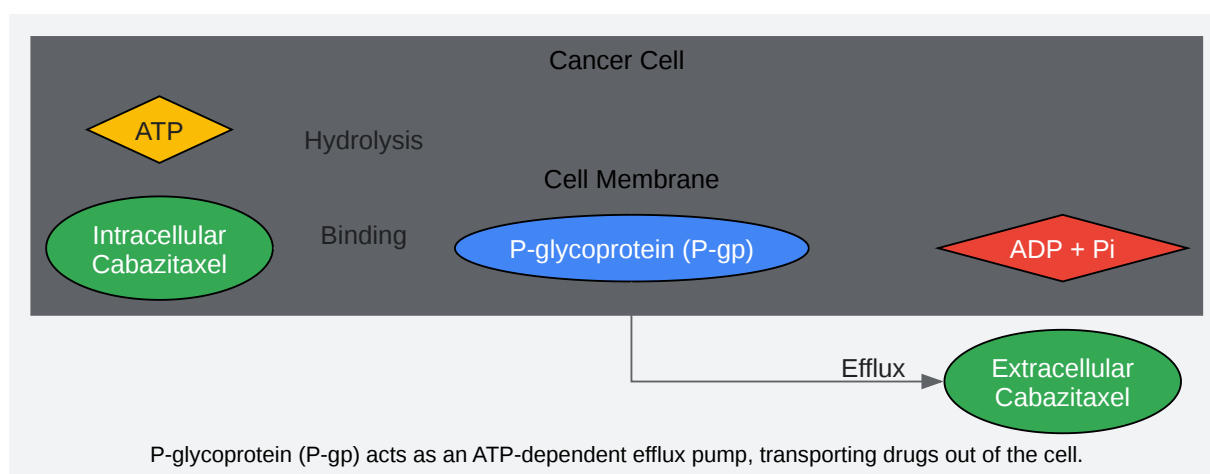 Cancer Cell
ATP
Hydrolysis
Cell Membrane
Intracellular
Cabazitaxel
Binding
P-glycoprotein (P-gp)
ADP + Pi
Efflux
Extracellular
Cabazitaxel
P-glycoprotein (P-gp) acts as an ATP-dependent efflux pump, transporting drugs out of the cell.